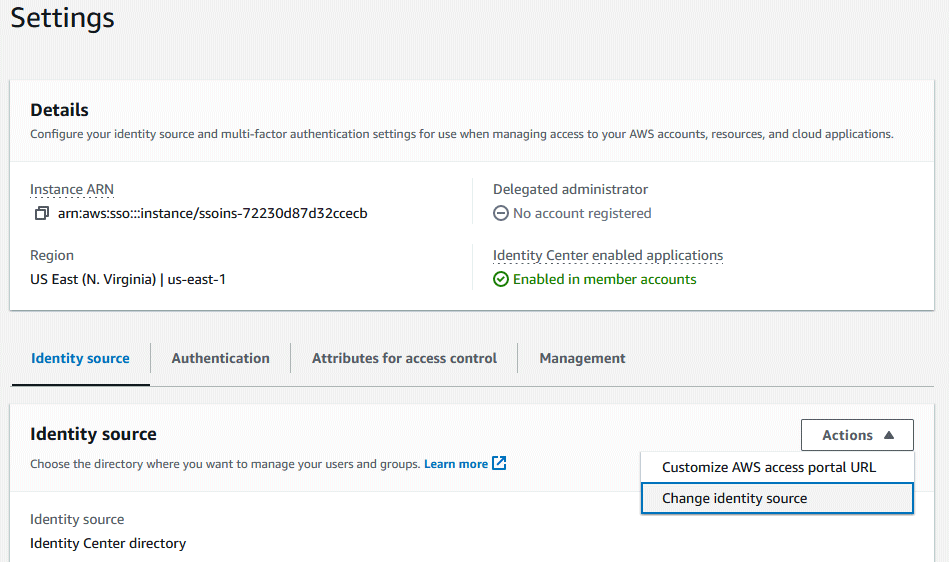 Settings
Details
Configure your identity source and multi-factor authentication settings for use when managing access to your AWS accounts, resources, and cloud applications.
Instance ARN
arn:aws:sso:::instance/ssoins-72230d87d32ccecb
Delegated administrator
No account registered
Region
US East (N. Virginia) | us-east-1
Identity Center enabled applications
Enabled in member accounts
Identity source
Authentication
Attributes for access control
Management
Identity source
Actions
Choose the directory where you want to manage your users and groups. Learn more
Customize AWS access portal URL
Change identity source
Identity source
Identity Center directory